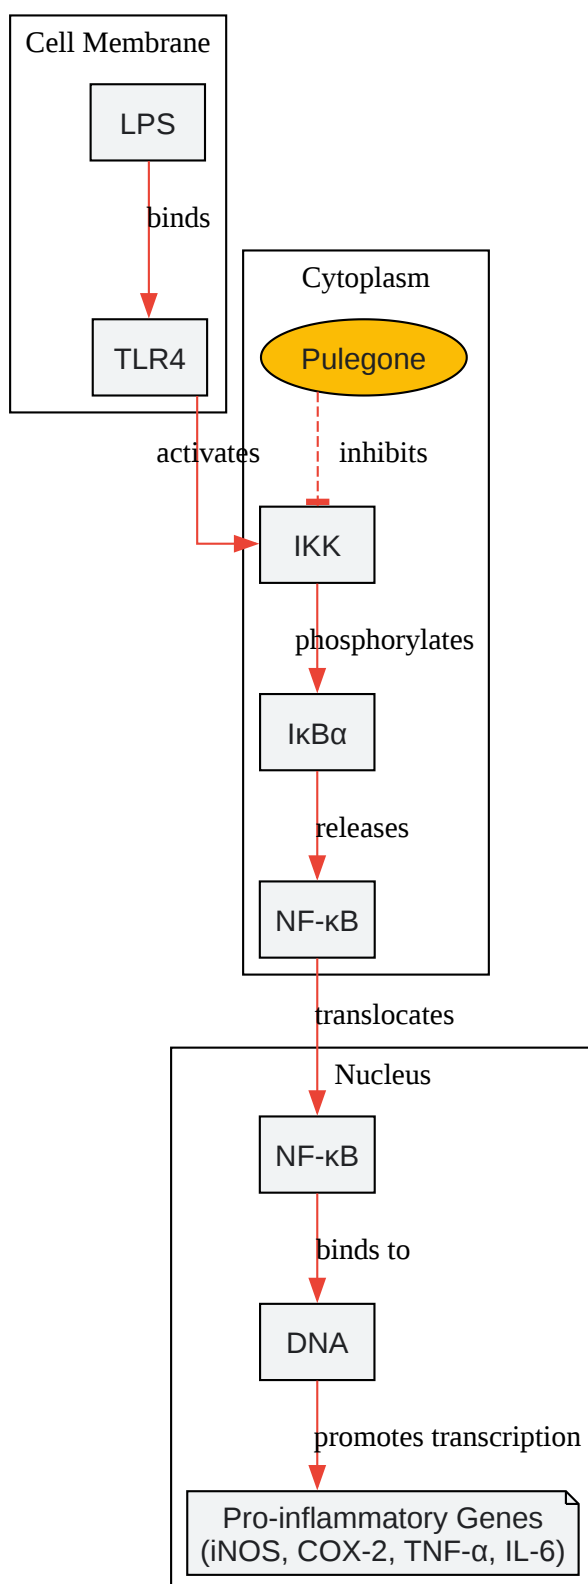 Cell Membrane
LPS
binds
TLR4
activates
Cytoplasm
Pulegone
inhibits
IKK
phosphorylates
IκBα
releases
NF-κB
translocates
Nucleus
NF-κB
binds to
DNA
promotes transcription
Pro-inflammatory Genes
(iNOS, COX-2, TNF-α, IL-6)